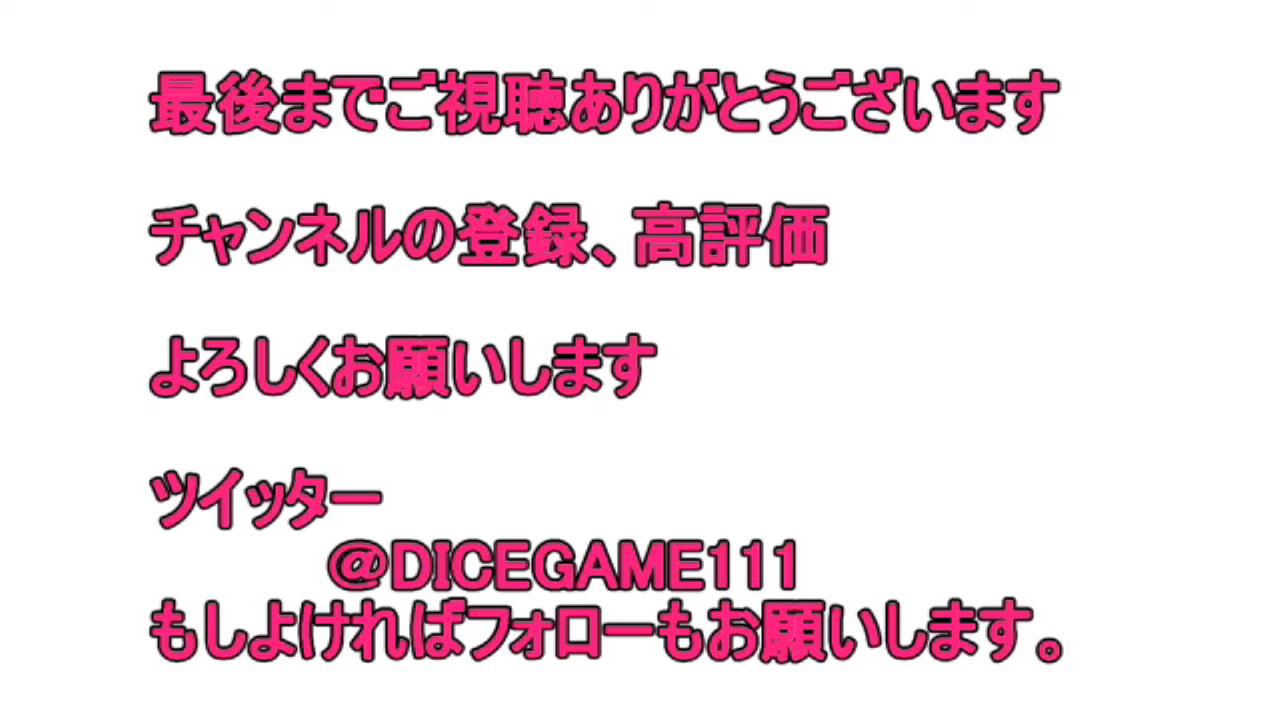 最後までご視聴ありがとうございます
チャンネルの登録、高評価
よろしくお願いします
ツイッター
@DICEGAME111
もしよければフォローもお願いします。